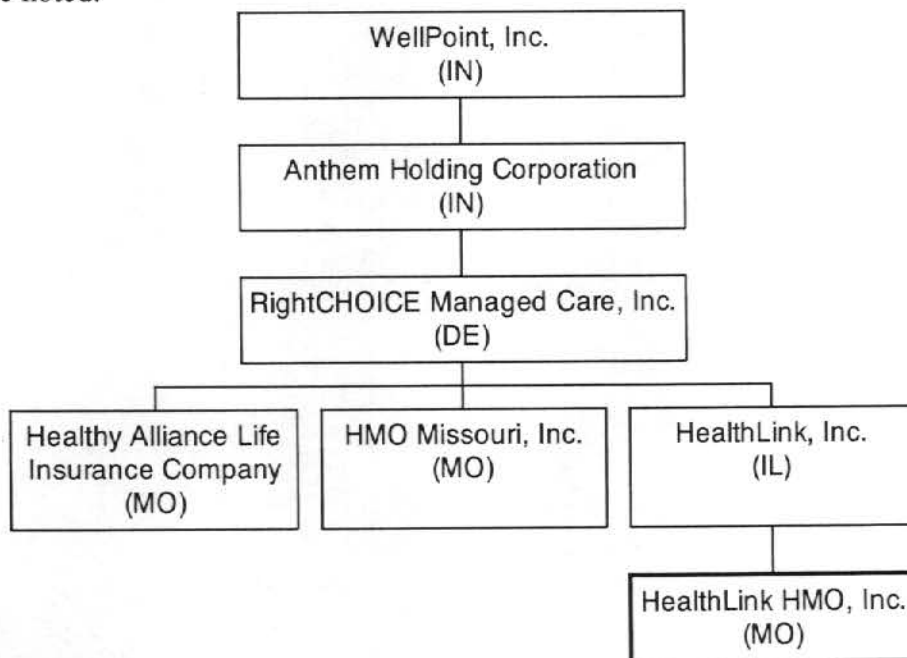 listed.
WellPoint, Inc.
(IN)
Anthem Holding Corporation
(IN)
RightCHOICE Managed Care, Inc.
(DE)
Healthy Alliance Life
Insurance Company
(MO)
HMO Missouri, Inc.
(MO)
HealthLink, Inc.
(IL)
HealthLink HMO, Inc.
(MO)